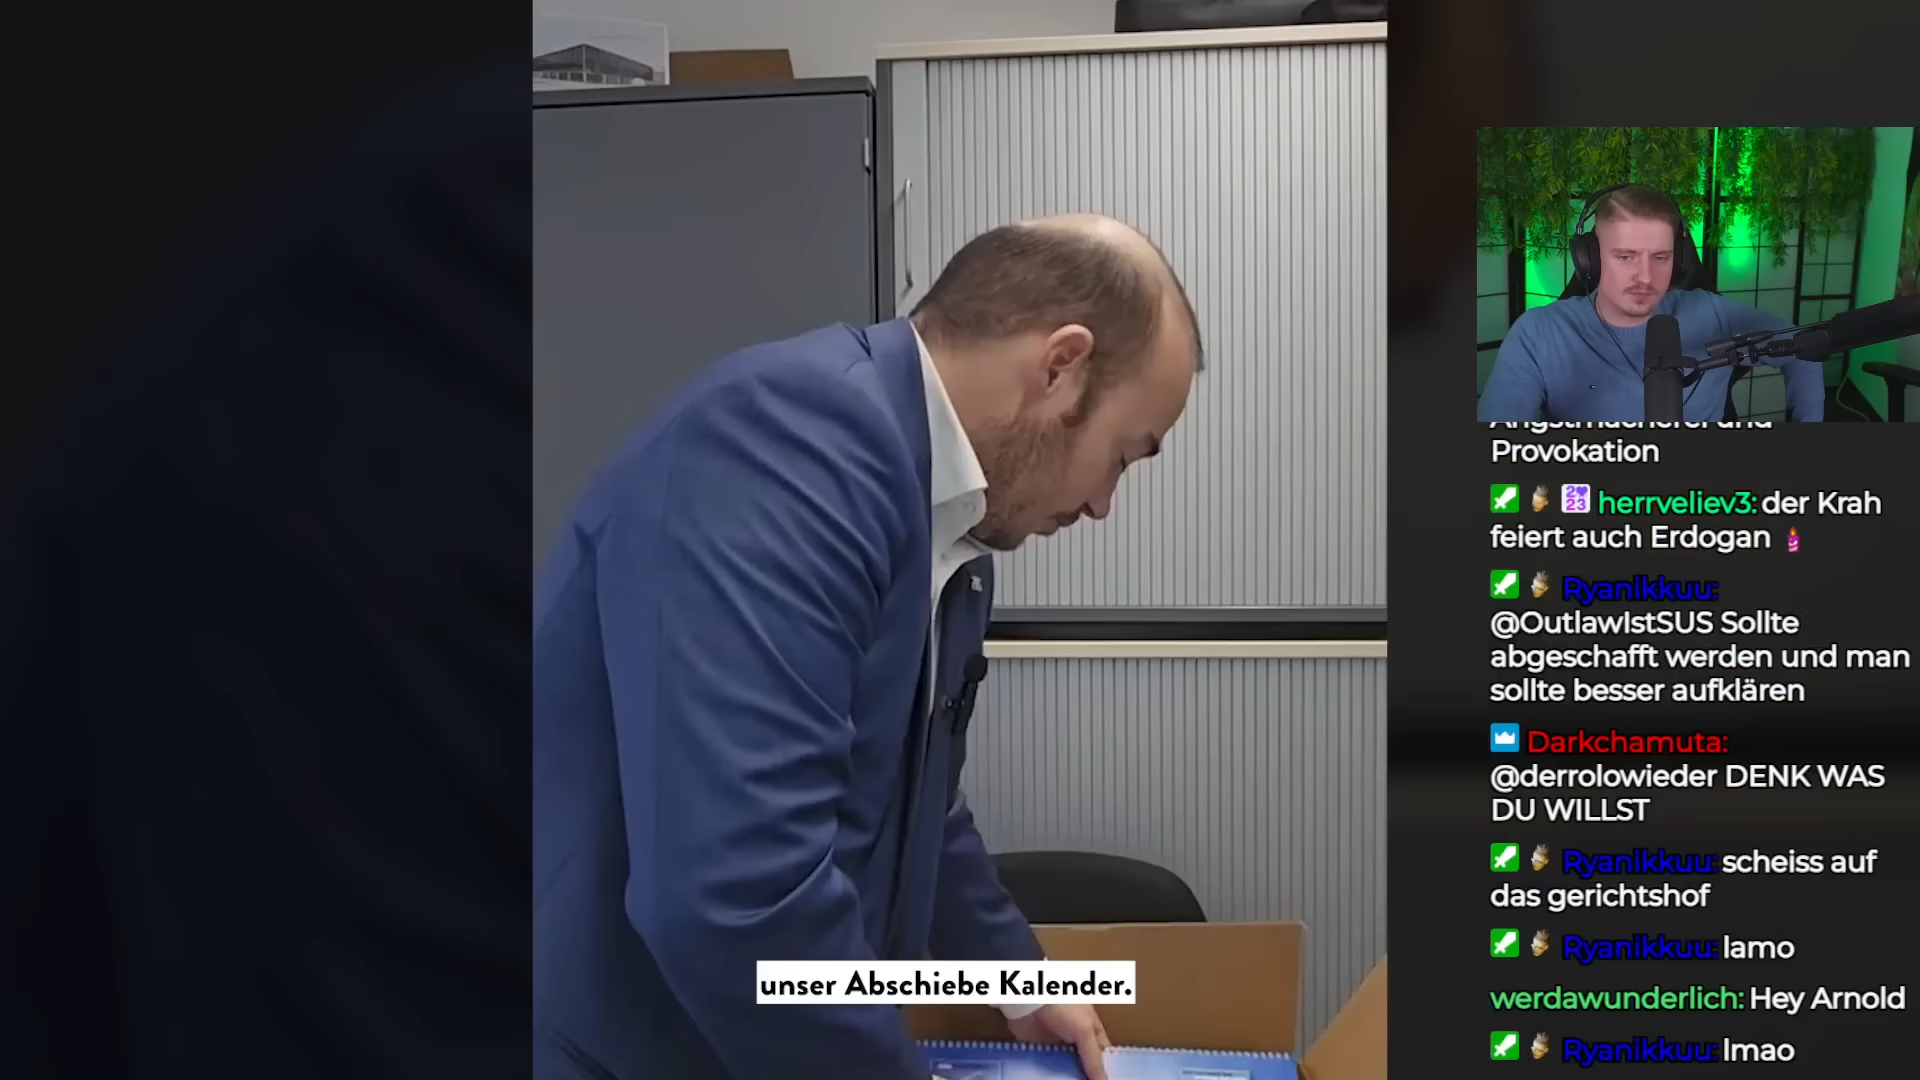 unser Abschiebe Kalender.
Angstmacherei und
Provokation
herrveliev3: der Krah
feiert auch Erdogan
Ryanikkuu:
@OutlawIstSUS Sollte
abgeschafft werden und man
sollte besser aufklären
Darkchamuta:
@derrolowieder DENK WAS
DU WILLST
Ryanikkuu: scheiss auf
das gerichtshof
Ryanikkuu: lamo
werdawunderlich: Hey Arnold
Ryanikkuu: lmao